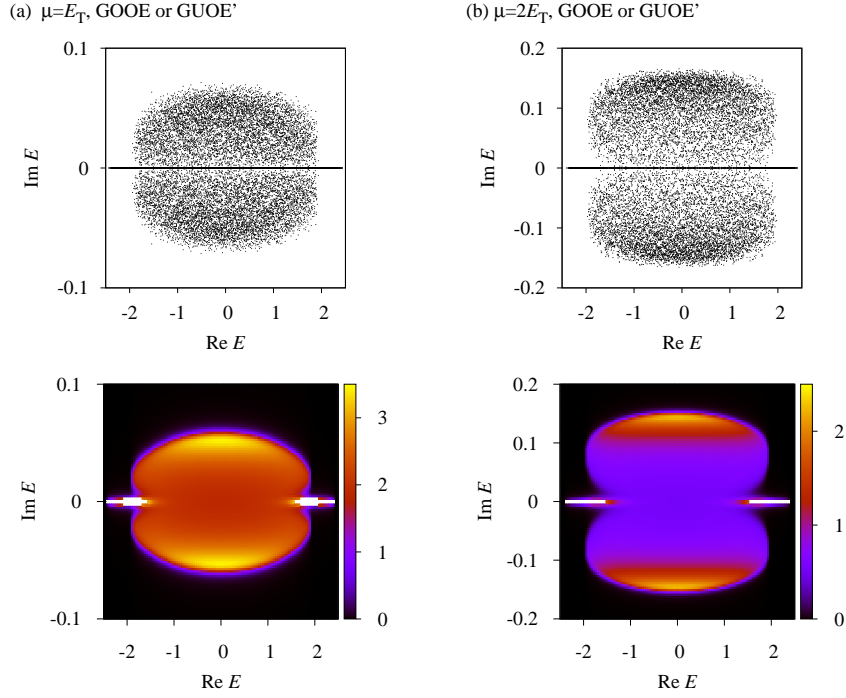 (a) μ=E_T, GOOE or GUOE'
(b) μ=2E_T, GOOE or GUOE'
0.1
0
-0.1
Im E
-2 -1 0 1 2
Re E
0.2
0.1
0
-0.1
-0.2
Im E
-2 -1 0 1 2
Re E
0.1
0
-0.1
Im E
-2 -1 0 1 2
Re E
3
2
1
0
0.2
0.1
0
-0.1
-0.2
Im E
-2 -1 0 1 2
Re E
2
1
0